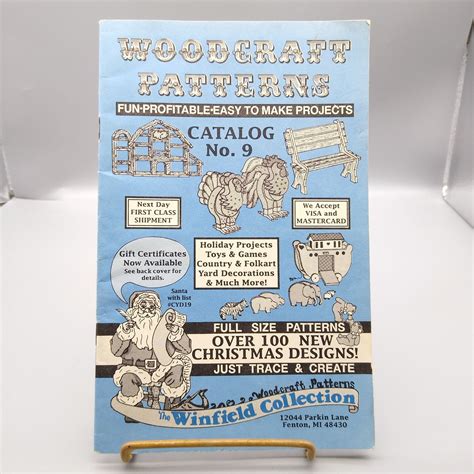 WOODCRAFT
PATTERNS
FUN•PROFITABLE•EASY TO MAKE PROJECTS
CATALOG
No. 9
Next Day
FIRST CLASS
SHIPMENT
We Accept
VISA and
MASTERCARD
Gift Certificates
Now Available
See back cover for
details.
Holiday Projects
Toys & Games
Country & Folkart
Yard Decorations
& Much More!
Santa
with list
#CYD19
FULL SIZE PATTERNS
OVER 100 NEW
CHRISTMAS DESIGNS!
JUST TRACE & CREATE
Woodcraft Patterns
The Winfield Collection
12044 Parkin Lane
Fenton, MI 48430